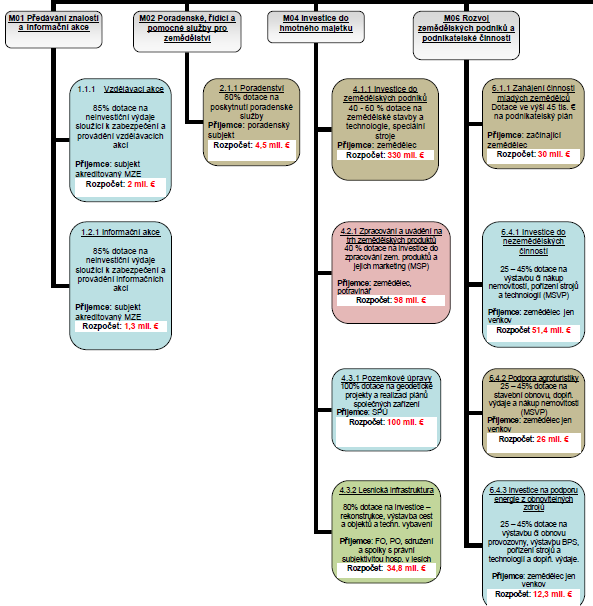 M01 Předávání znalostí
a Informační akce
1.1.1 Vzdělávací akce
85% dotace na
neinvestiční výdaje
sloužící k zabezpečení a
provádění vzdělávacích
akcí
Příjemce: subjekt
akreditovaný MZE
Rozpočet: 2 mil. €
1.2.1 Informační akce
85% dotace na
neinvestiční výdaje
sloužící k zabezpečení a
provádění informačních
akcí
Příjemce: subjekt
akreditovaný MZE
Rozpočet: 1,3 mil. €
M02 Poradenské, řídící a
pomocné služby pro
zemědělství
2.1.1 Poradenství
80% dotace na
poskytnutí poradenské
služby
Příjemce: poradenský
subjekt
Rozpočet: 4,5 mil. €
M04 Investice do
hmotného majetku
4.1.1 Investice do
zemědělských podniků
40 - 60 % dotace na
zemědělské stavby a
technologie, speciální
stroje
Příjemce: zemědělec
Rozpočet: 330 mil. €
4.2.1 Zpracování a uvádění na
trh zemědělských produktů
40 % dotace na investice do
zpracování zem. produktů a
jejich marketing (MSP)
Příjemce: zemědělec,
potravinář
Rozpočet: 98 mil. €
4.3.1 Pozemkové úpravy
100% dotace na geodetické
projekty a realizaci plánů
společných zařízení
Příjemce: SPÚ
Rozpočet: 100 mil. €
4.3.2 Lesnická infrastruktura
80% dotace na investice –
rekonstrukce, výstavba cest
a objektů a techn. vybavení
Příjemce: FO, PO, sdružení
a spolky s právní
subjektivitou hosp. v lesích
Rozpočet: 34,8 mil. €
M06 Rozvoj
zemědělských podniků a
podnikatelské činnosti
6.1.1 Zahájení činnosti
mladých zemědělců
Dotace ve výši 45 tis. €
na podnikatelský plán
Příjemce: začínající
zemědělec
Rozpočet: 30 mil. €
6.4.1 Investice do
nezemědělských
činností
25 – 45% dotace na
výstavbu či nákup
nemovitostí, pořízení strojů
a technologií (MSVP)
Příjemce: zemědělec jen
venkov
Rozpočet 51,4 mil. €
6.4.2 Podpora agroturistiky
25 – 45% dotace na
stavební obnovu, doplň.
výdaje a nákup nemovitostí
(MSVP)
Příjemce: zemědělec jen
venkov
Rozpočet: 26 mil. €
6.4.3 Investice na podporu
energie z obnovitelných
zdrojů
25 – 45% dotace na
výstavbu či obnovu
provozovny, výstavbu BPS,
pořízení strojů a
technologií a doplň. výdaje.
Příjemce: zemědělec jen
venkov
Rozpočet: 12,3 mil. €